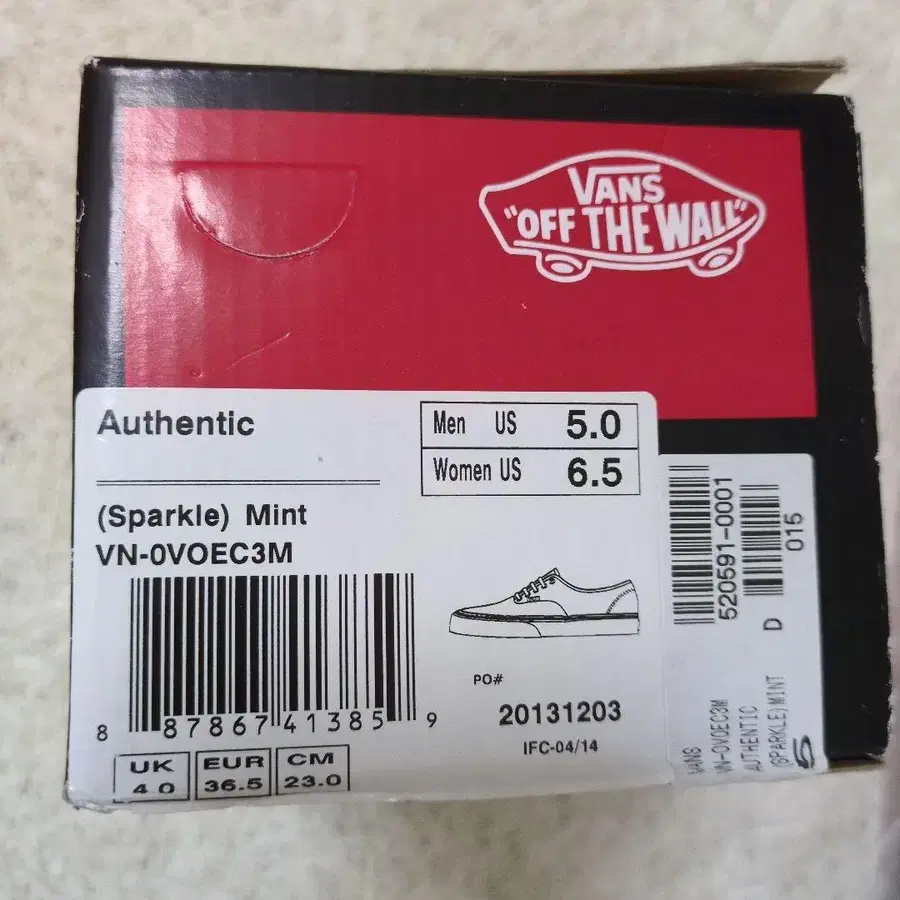 VANS
"OFF THE WALL"
Authentic
Men US 5.0
Women US 6.5
(Sparkle) Mint
VN-0VOEC3M
8 87867 41385 9
PO#
20131203
IFC-04/14
UK EUR CM
4.0 36.5 23.0
520591-0001
D 015
VANS
VN-0VOEC3M
AUTHENTIC
(SPARKLE)MINT
5